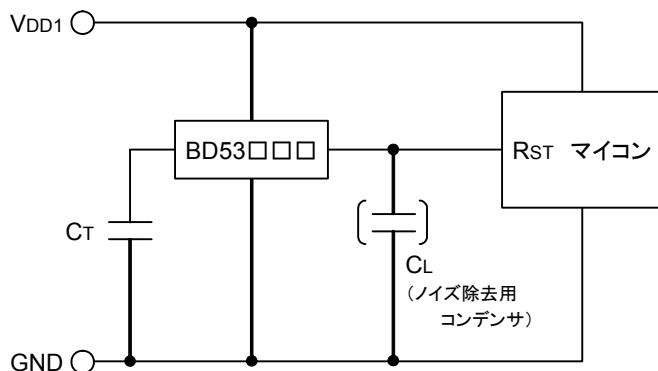 VDD1
BD53□□□
RST マイコン
CT
CL
（ノイズ除去用
コンデンサ）
GND